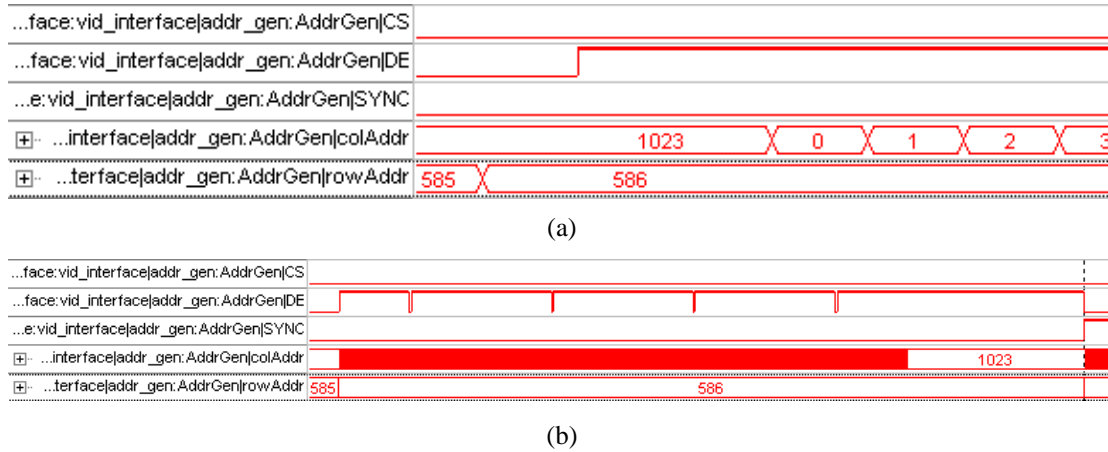 ...face:vid_interface|addr_gen:AddrGen|CS
...face:vid_interface|addr_gen:AddrGen|DE
...e:vid_interface|addr_gen:AddrGen|SYNC
...interface|addr_gen:AddrGen|colAddr 1023 0 1 2 3
...terface|addr_gen:AddrGen|rowAddr 585 586
(a)
...face:vid_interface|addr_gen:AddrGen|CS
...face:vid_interface|addr_gen:AddrGen|DE
...e:vid_interface|addr_gen:AddrGen|SYNC
...interface|addr_gen:AddrGen|colAddr 1023
...terface|addr_gen:AddrGen|rowAddr 585 586
(b)